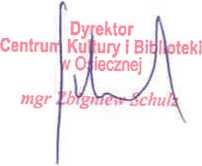 Dyrektor
Centrum Kultury i Biblioteki
w Osiecznej
mgr Zbigniew Schulz